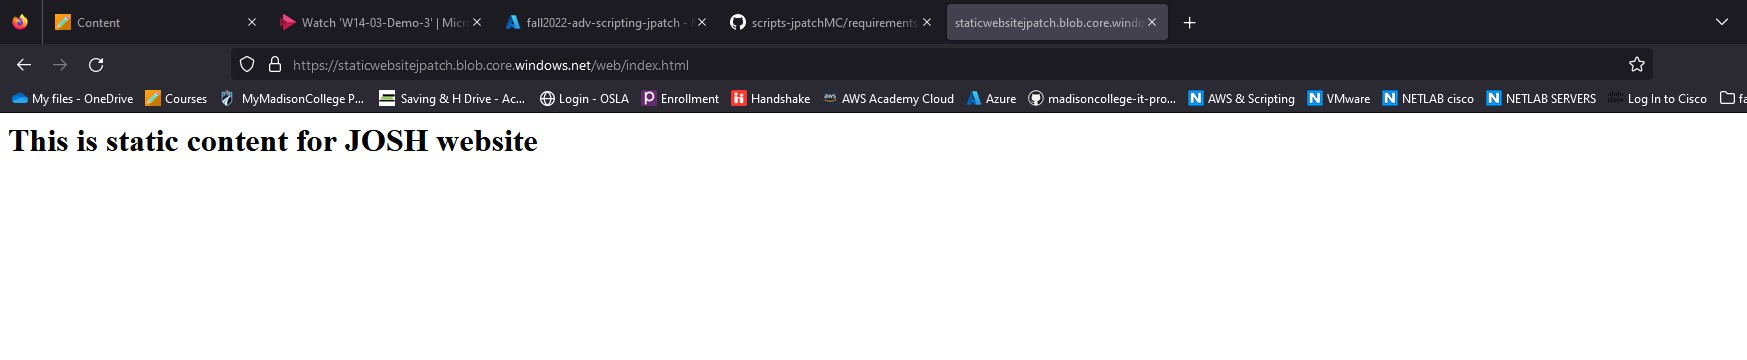 Content
Watch 'W14-03-Demo-3' | Micr
fall2022-adv-scripting-jpatch -
scripts-jpatchMC/requirements
staticwebsitejpatch.blob.core.windo
https://staticwebsitejpatch.blob.core.windows.net/web/index.html
My files - OneDrive Courses MyMadisonCollege P... Saving & H Drive - Ac... Login - OSLA Enrollment Handshake aws AWS Academy Cloud Azure madisoncollege-it-pro... N AWS & Scripting N VMware N NETLAB cisco N NETLAB SERVERS Log In to Cisco fa
This is static content for JOSH website